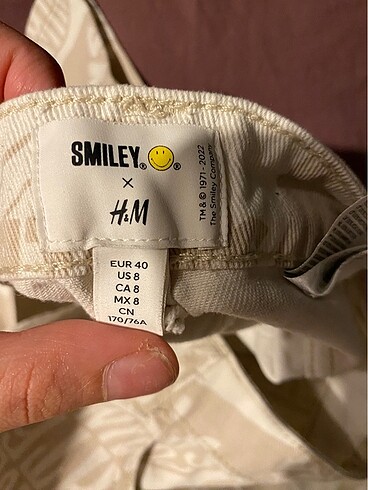 SMILEY® ®
×
H&M
TM & © 1971 - 2022
The Smiley Company
EUR 40
US 8
CA 8
MX 8
CN
170/76A